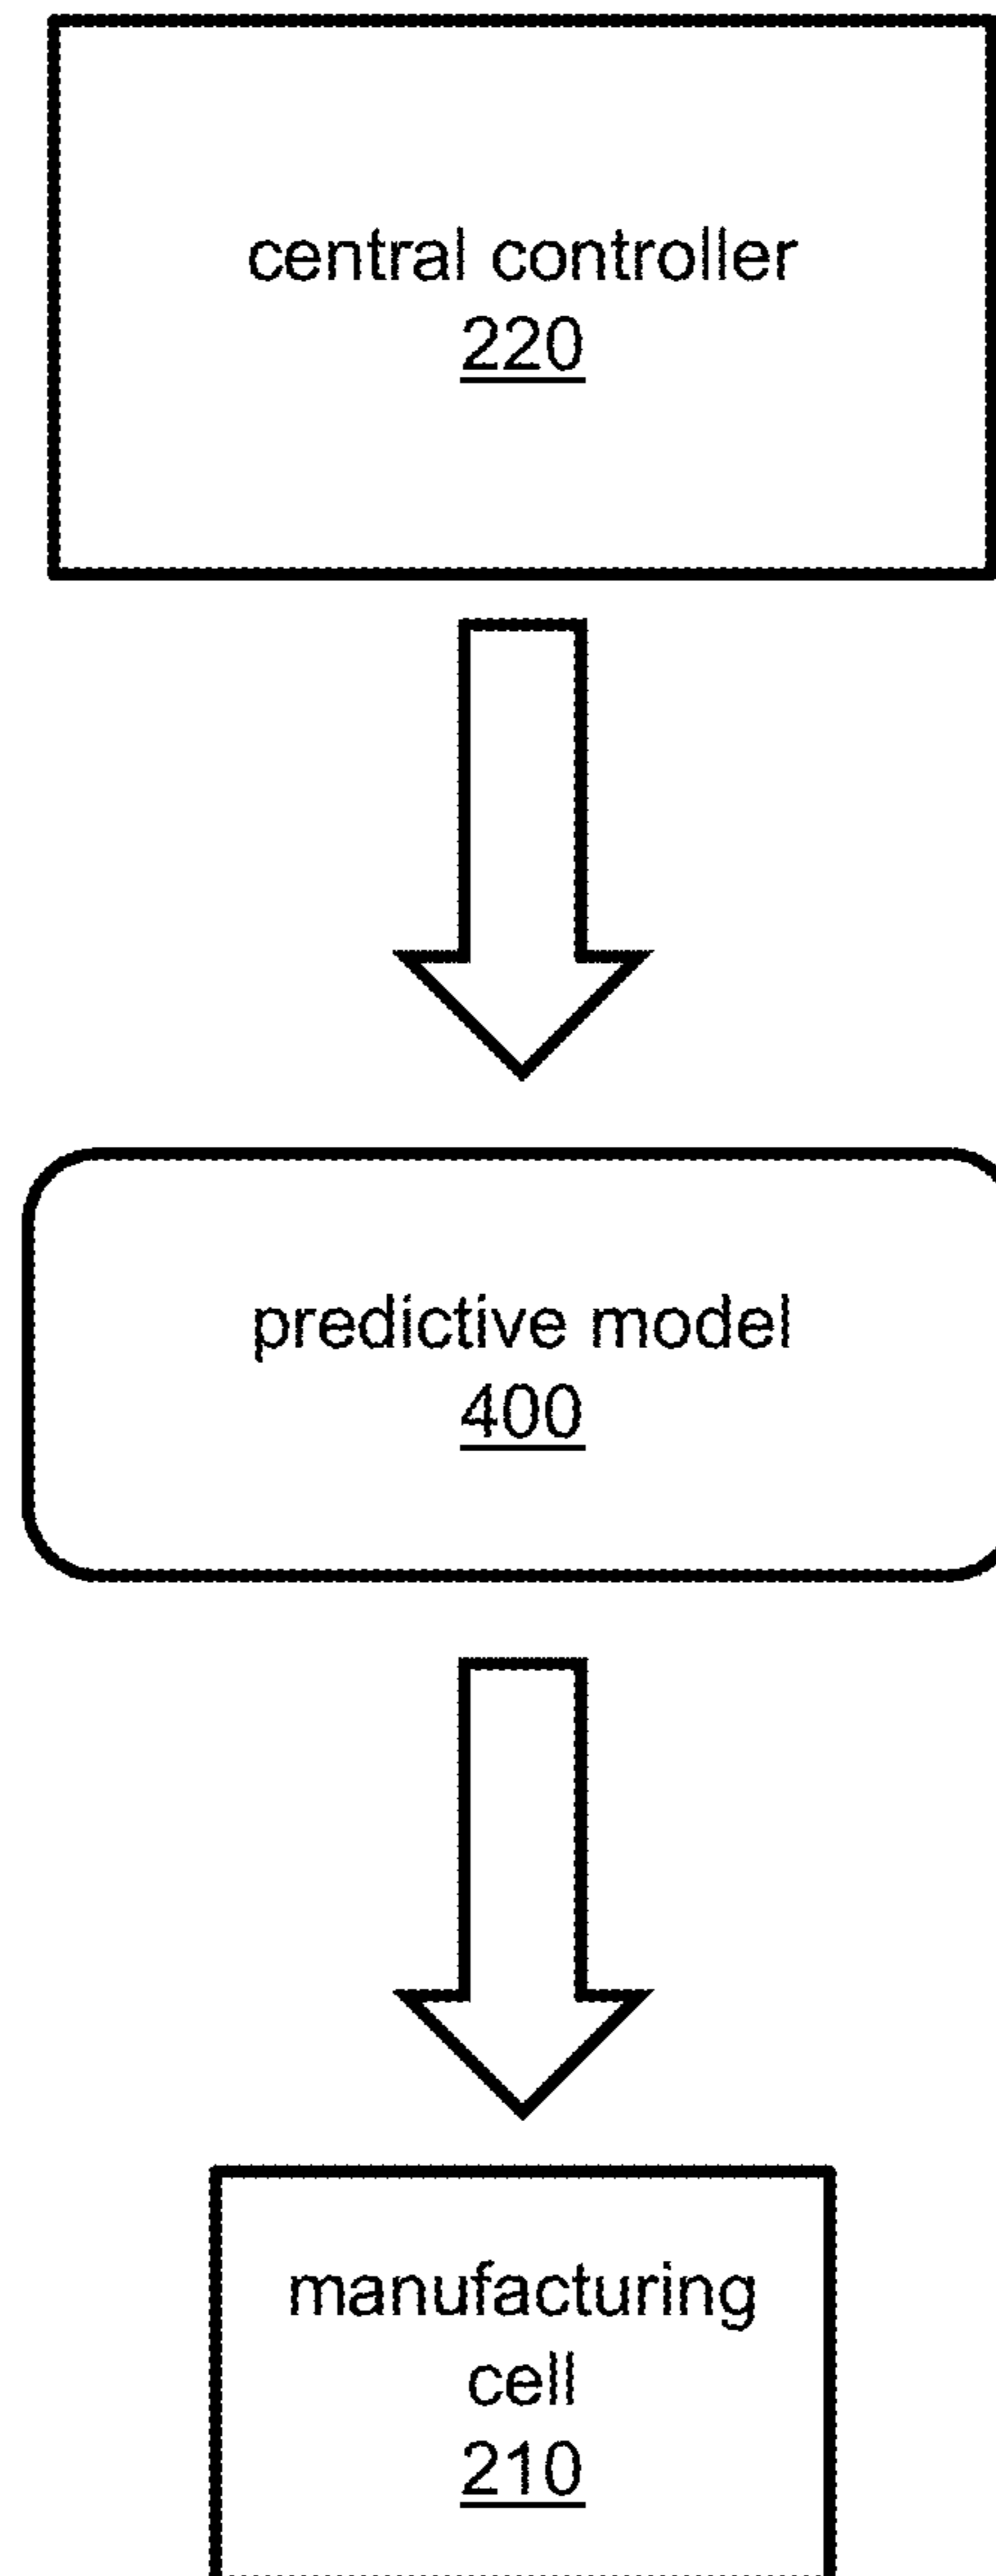 central controller
220
predictive model
400
manufacturing
cell
210